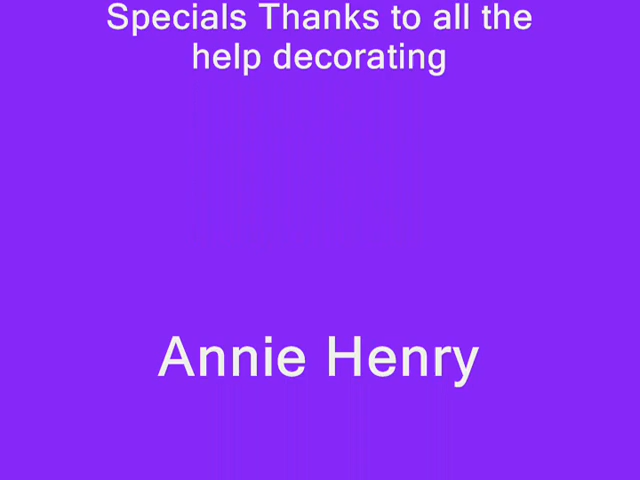 Specials Thanks to all the
help decorating
Annie Henry